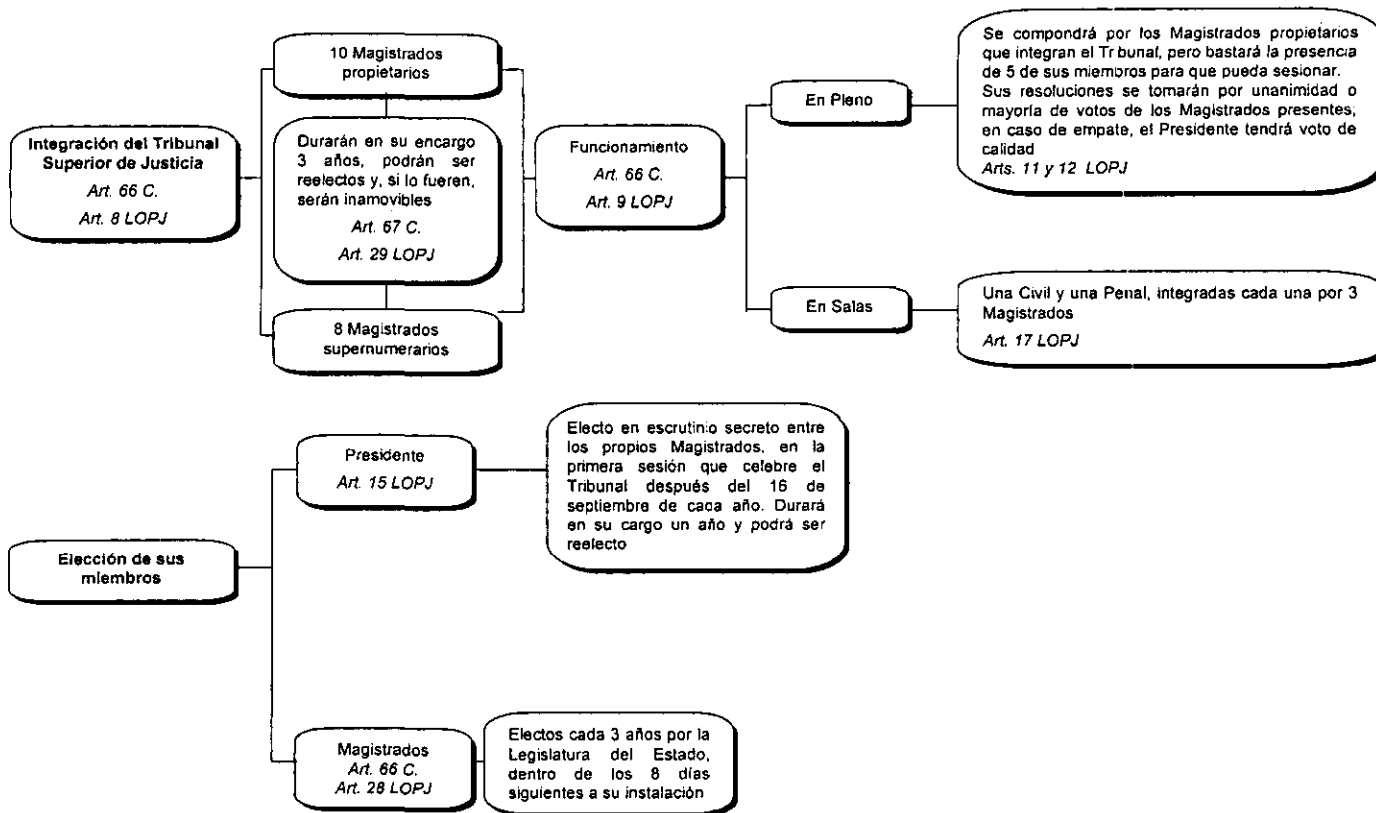 Integración del Tribunal
Superior de Justicia
Art. 66 C.
Art. 8 LOPJ
10 Magistrados
propietarios
Durarán en su encargo
3 años, podrán ser
reelectos y, si lo fueren,
serán inamovibles
Art. 67 C.
Art. 29 LOPJ
8 Magistrados
supernumerarios
Funcionamiento
Art. 66 C.
Art. 9 LOPJ
En Pleno
Se compondrá por los Magistrados propietarios
que integran el Tribunal, pero bastará la presencia
de 5 de sus miembros para que pueda sesionar.
Sus resoluciones se tomarán por unanimidad o
mayoría de votos de los Magistrados presentes;
en caso de empate, el Presidente tendrá voto de
calidad
Arts. 11 y 12 LOPJ
En Salas
Una Civil y una Penal, integradas cada una por 3
Magistrados
Art. 17 LOPJ
Elección de sus
miembros
Presidente
Art. 15 LOPJ
Electo en escrutinio secreto entre
los propios Magistrados, en la
primera sesión que celebre el
Tribunal después del 16 de
septiembre de cada año. Durará
en su cargo un año y podrá ser
reelecto
Magistrados
Art. 66 C.
Art. 28 LOPJ
Electos cada 3 años por la
Legislatura del Estado,
dentro de los 8 días
siguientes a su instalación